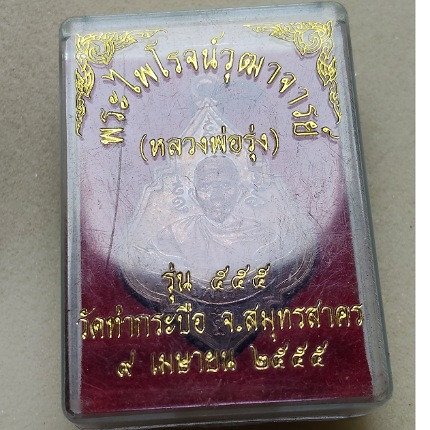 พระไพโรจน์วุฒาจารย์
(หลวงพ่อรุ่ง)
รุ่น ๕๕๕
วัดท่ากระบือ จ.สมุทรสาคร
๙ เมษายน ๒๕๕๕